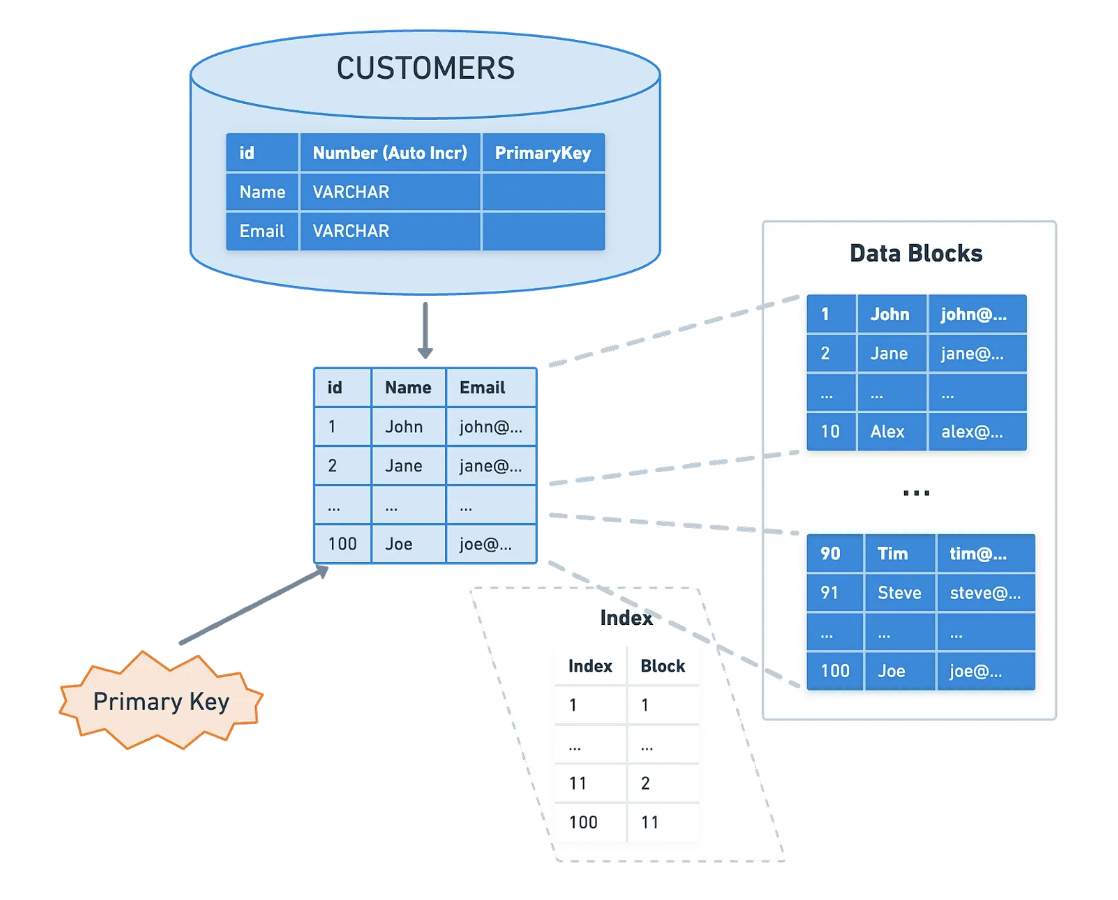 CUSTOMERS
id Number (Auto Incr) PrimaryKey
Name VARCHAR
Email VARCHAR
Data Blocks
1 John john@...
2 Jane jane@...
... ... ...
10 Alex alex@...
...
90 Tim tim@...
91 Steve steve@...
... ... ...
100 Joe joe@...
id Name Email
1 John john@...
2 Jane jane@...
... ... ...
100 Joe joe@...
Primary Key
Index
Index Block
1 1
... ...
11 2
100 11